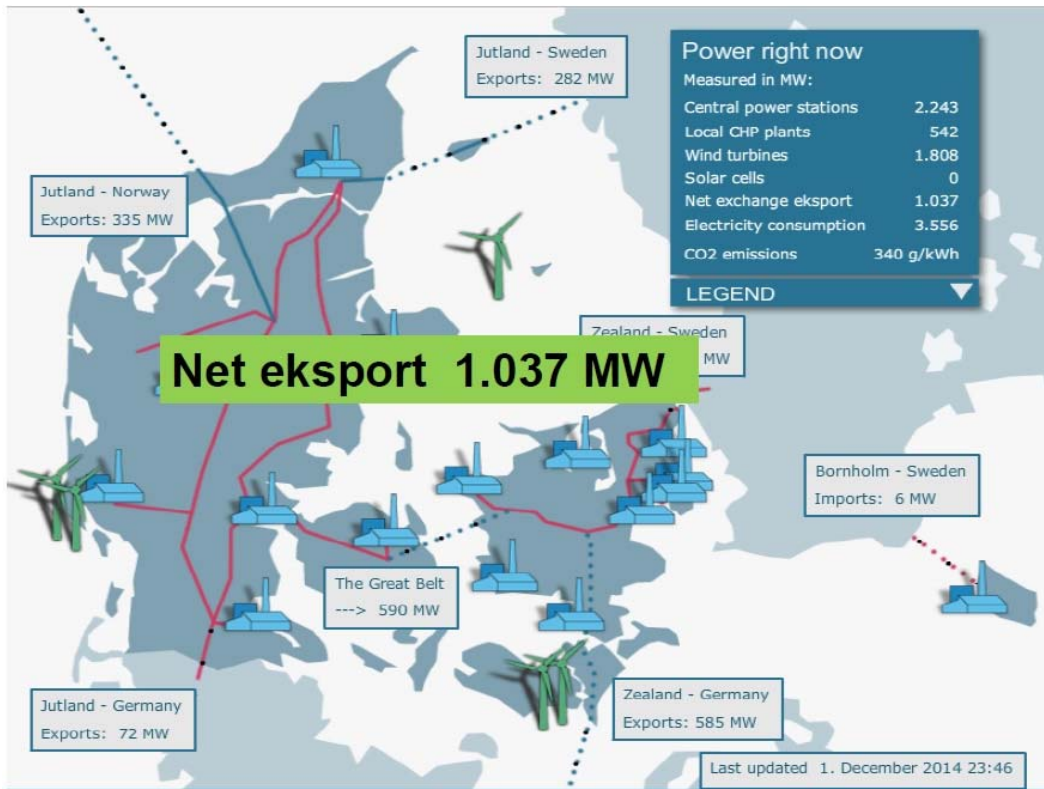 Jutland - Sweden
Exports: 282 MW
Power right now
Measured in MW:
Central power stations 2.243
Local CHP plants 542
Wind turbines 1.808
Solar cells 0
Net exchange eksport 1.037
Electricity consumption 3.556
CO2 emissions 340 g/kWh
LEGEND
Jutland - Norway
Exports: 335 MW
Zealand - Sweden
MW
Net eksport 1.037 MW
Bornholm - Sweden
Imports: 6 MW
The Great Belt
---> 590 MW
Jutland - Germany
Exports: 72 MW
Zealand - Germany
Exports: 585 MW
Last updated 1. December 2014 23:46